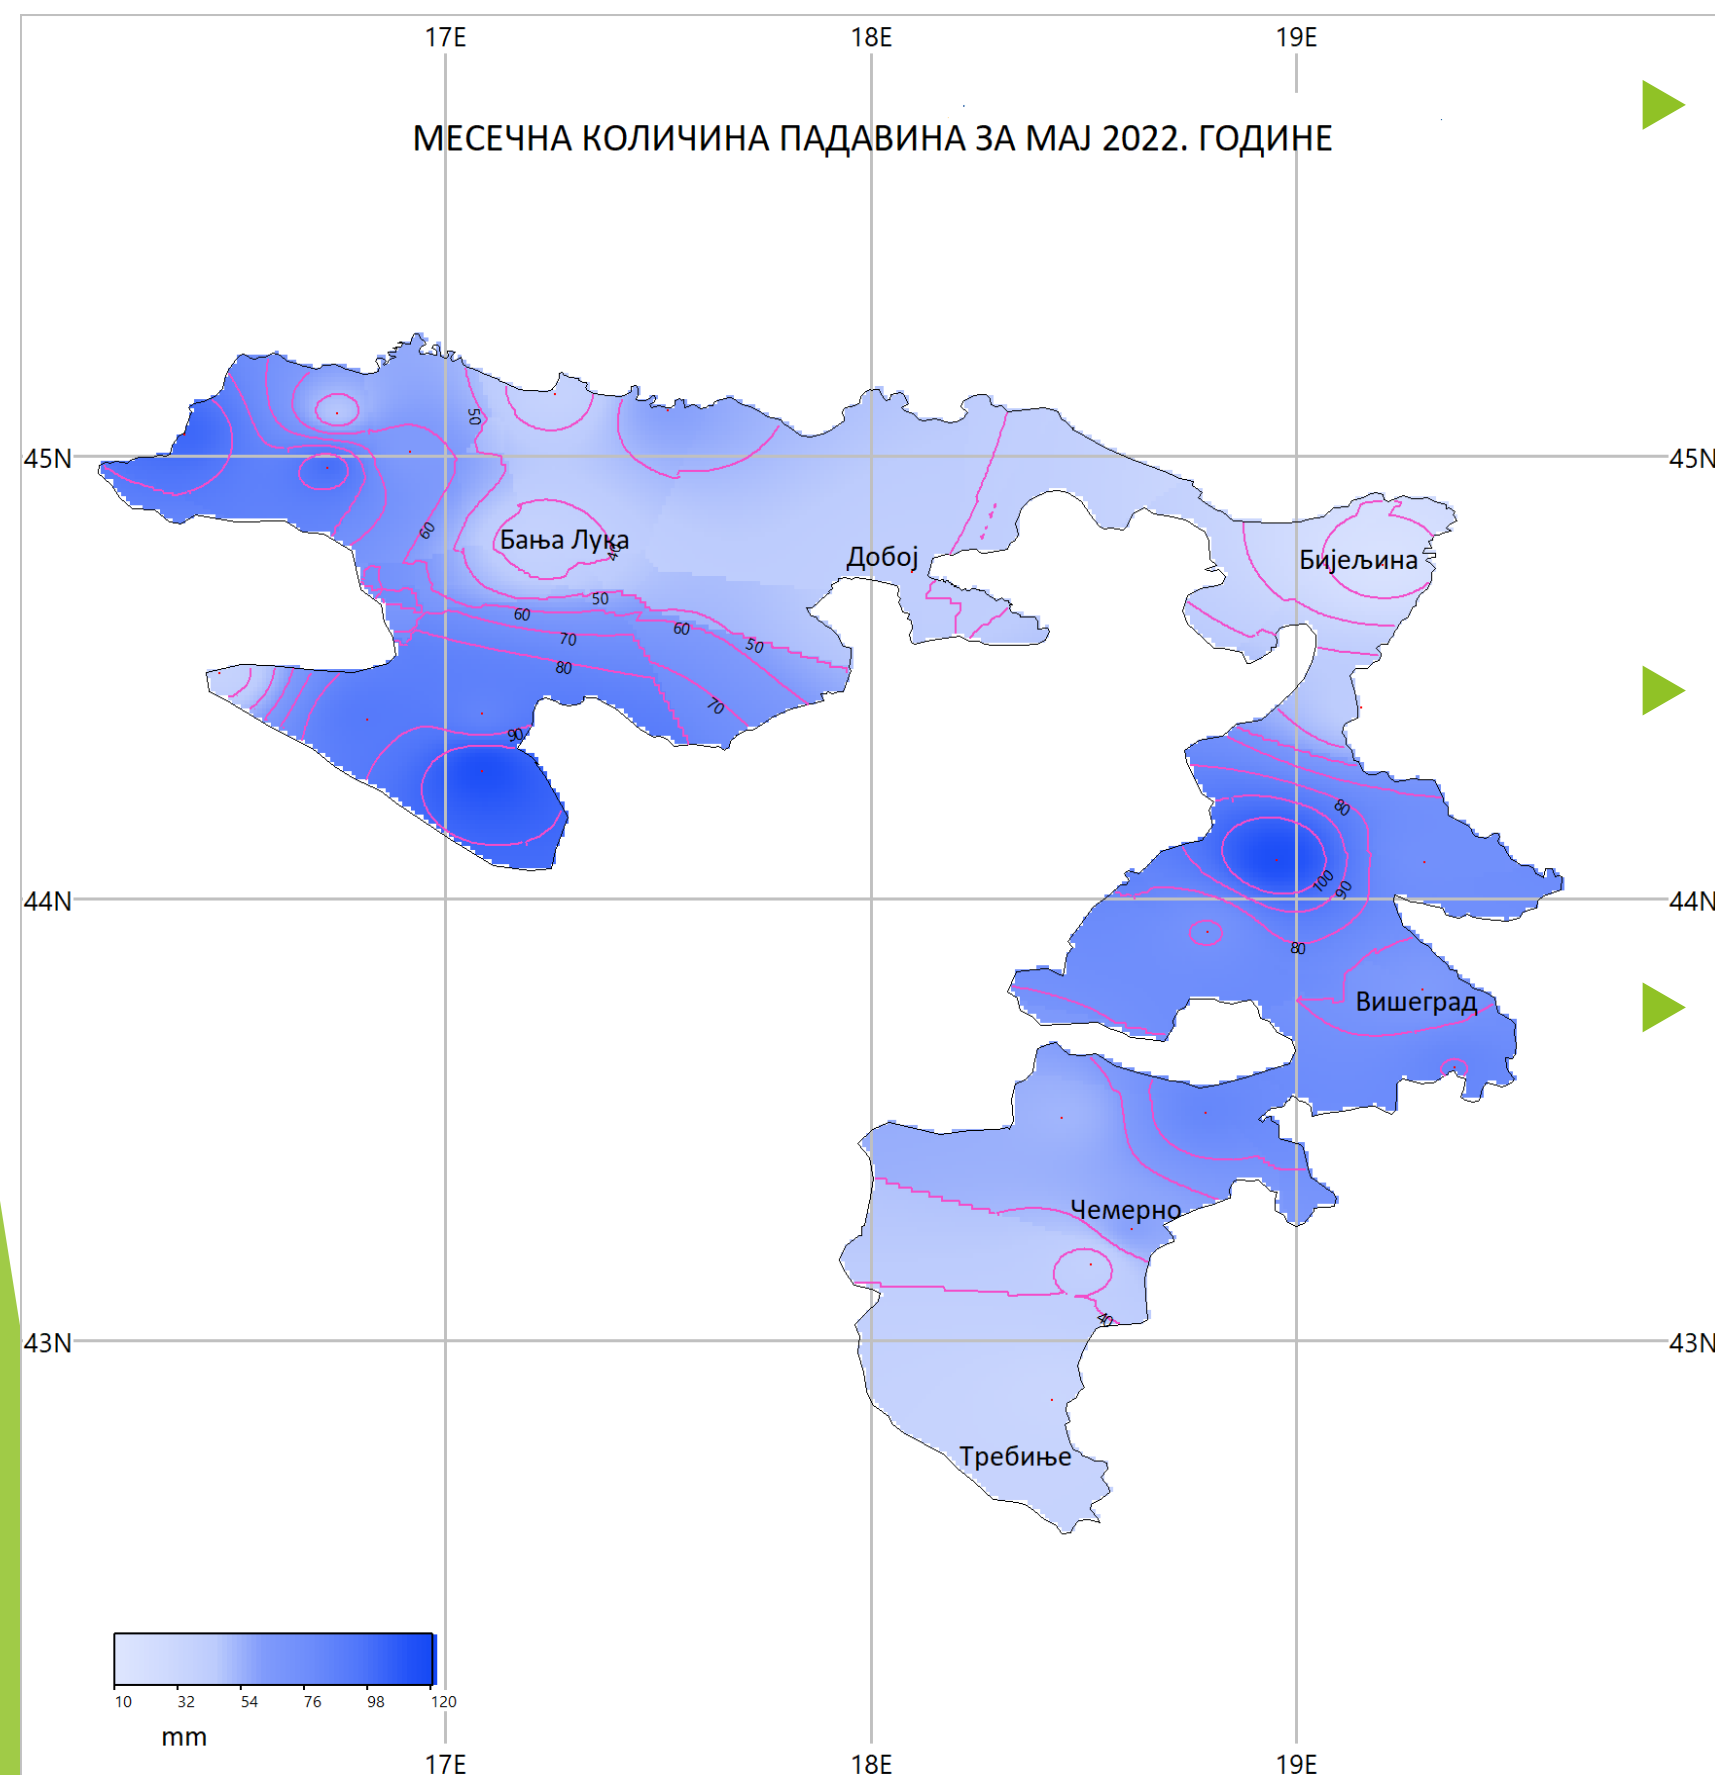 17E 18E 19E
МЕСЕЧНА КОЛИЧИНА ПАДАВИНА ЗА МАЈ 2022. ГОДИНЕ
50
45N 45N
60
Бања Лука
40
Добој
Бијељина
50
60
60
70
50
80
70
90
80
100
90
44N 44N
80
Вишеград
Чемерно
40
43N 43N
Требиње
10 32 54 76 98 120
mm
17E 18E 19E